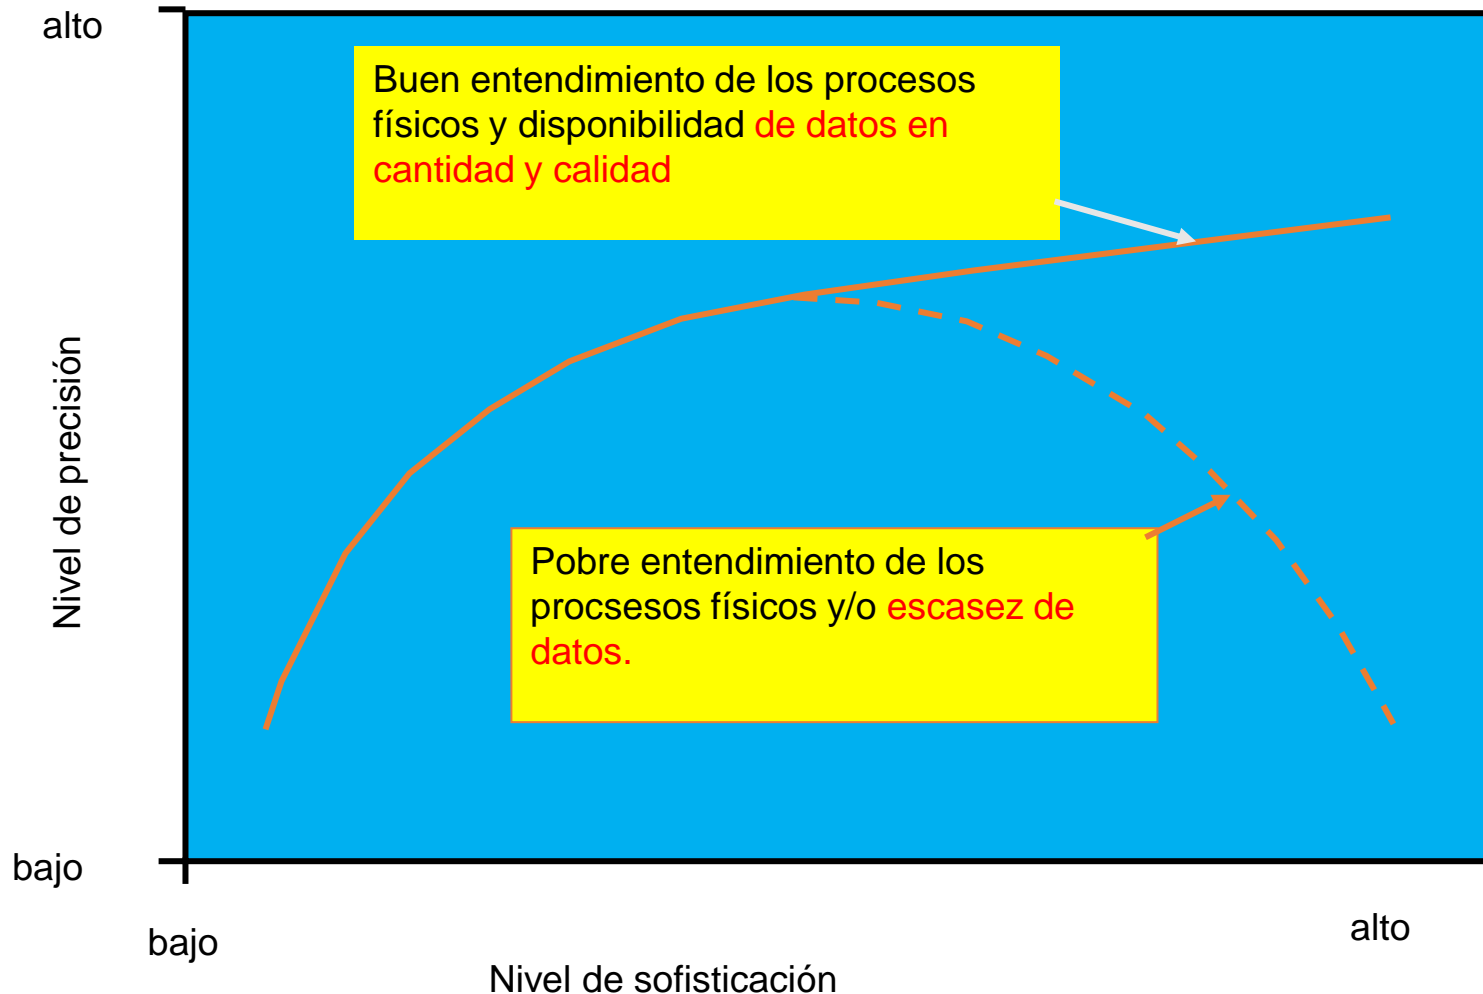 alto
Buen entendimiento de los procesos
físicos y disponibilidad de datos en
cantidad y calidad
Nivel de precisión
Pobre entendimiento de los
procsesos físicos y/o escasez de
datos.
bajo
bajo
alto
Nivel de sofisticación